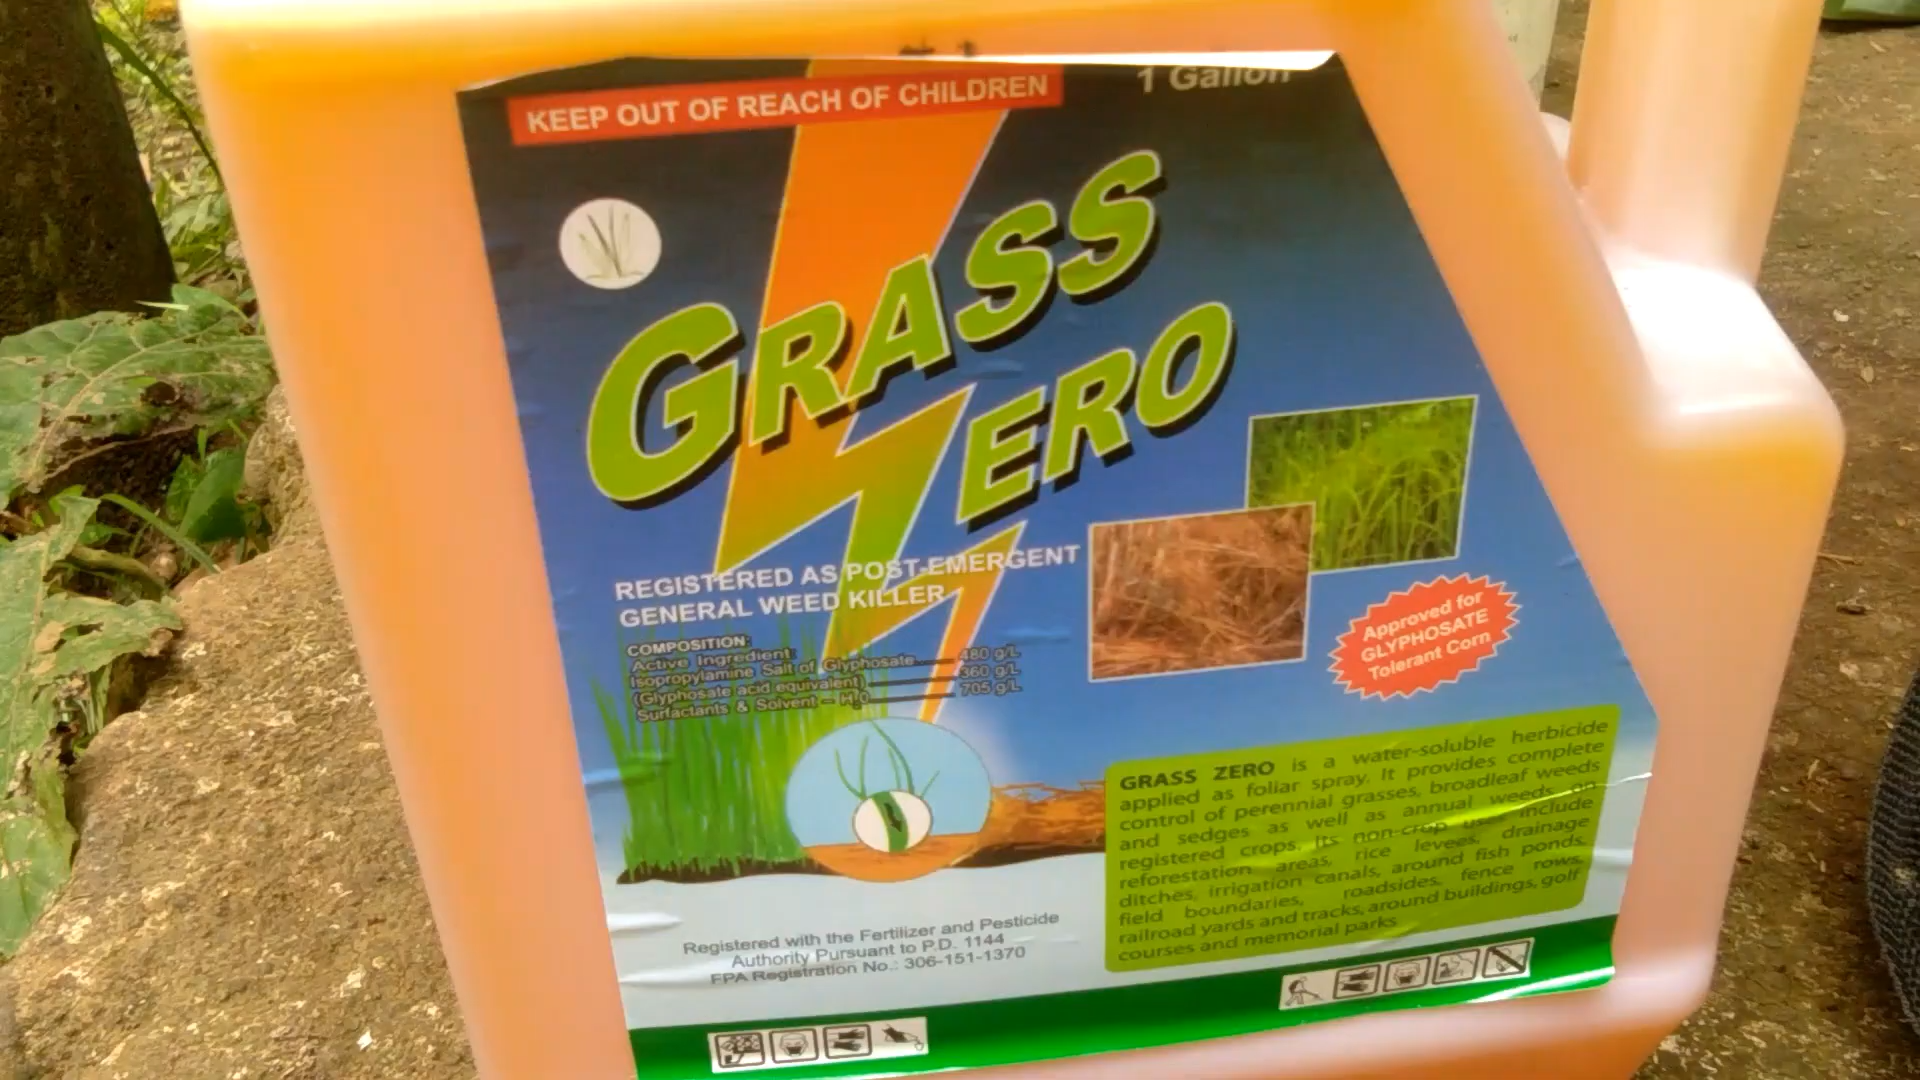 KEEP OUT OF REACH OF CHILDREN
1 Gallon
GRASS
ZERO
REGISTERED AS POST-EMERGENT
GENERAL WEED KILLER
COMPOSITION:
Active Ingredient:
Isopropylamine Salt of Glyphosate 480 g/L
(Glyphosate acid equivalent) 360 g/L
Surfactants & Solvent – H₂O 705 g/L
Approved for
GLYPHOSATE
Tolerant Corn
GRASS ZERO is a water-soluble herbicide
applied as foliar spray. It provides complete
control of perennial grasses, broadleaf weeds
and sedges as well as annual weeds on
registered crops. Its non-crop uses include
reforestation areas, rice levees, drainage
ditches, irrigation canals, around fish ponds,
field boundaries, roadsides, fence rows,
railroad yards and tracks, around buildings, golf
courses and memorial parks
Registered with the Fertilizer and Pesticide
Authority Pursuant to P.D. 1144
FPA Registration No.: 306-151-1370